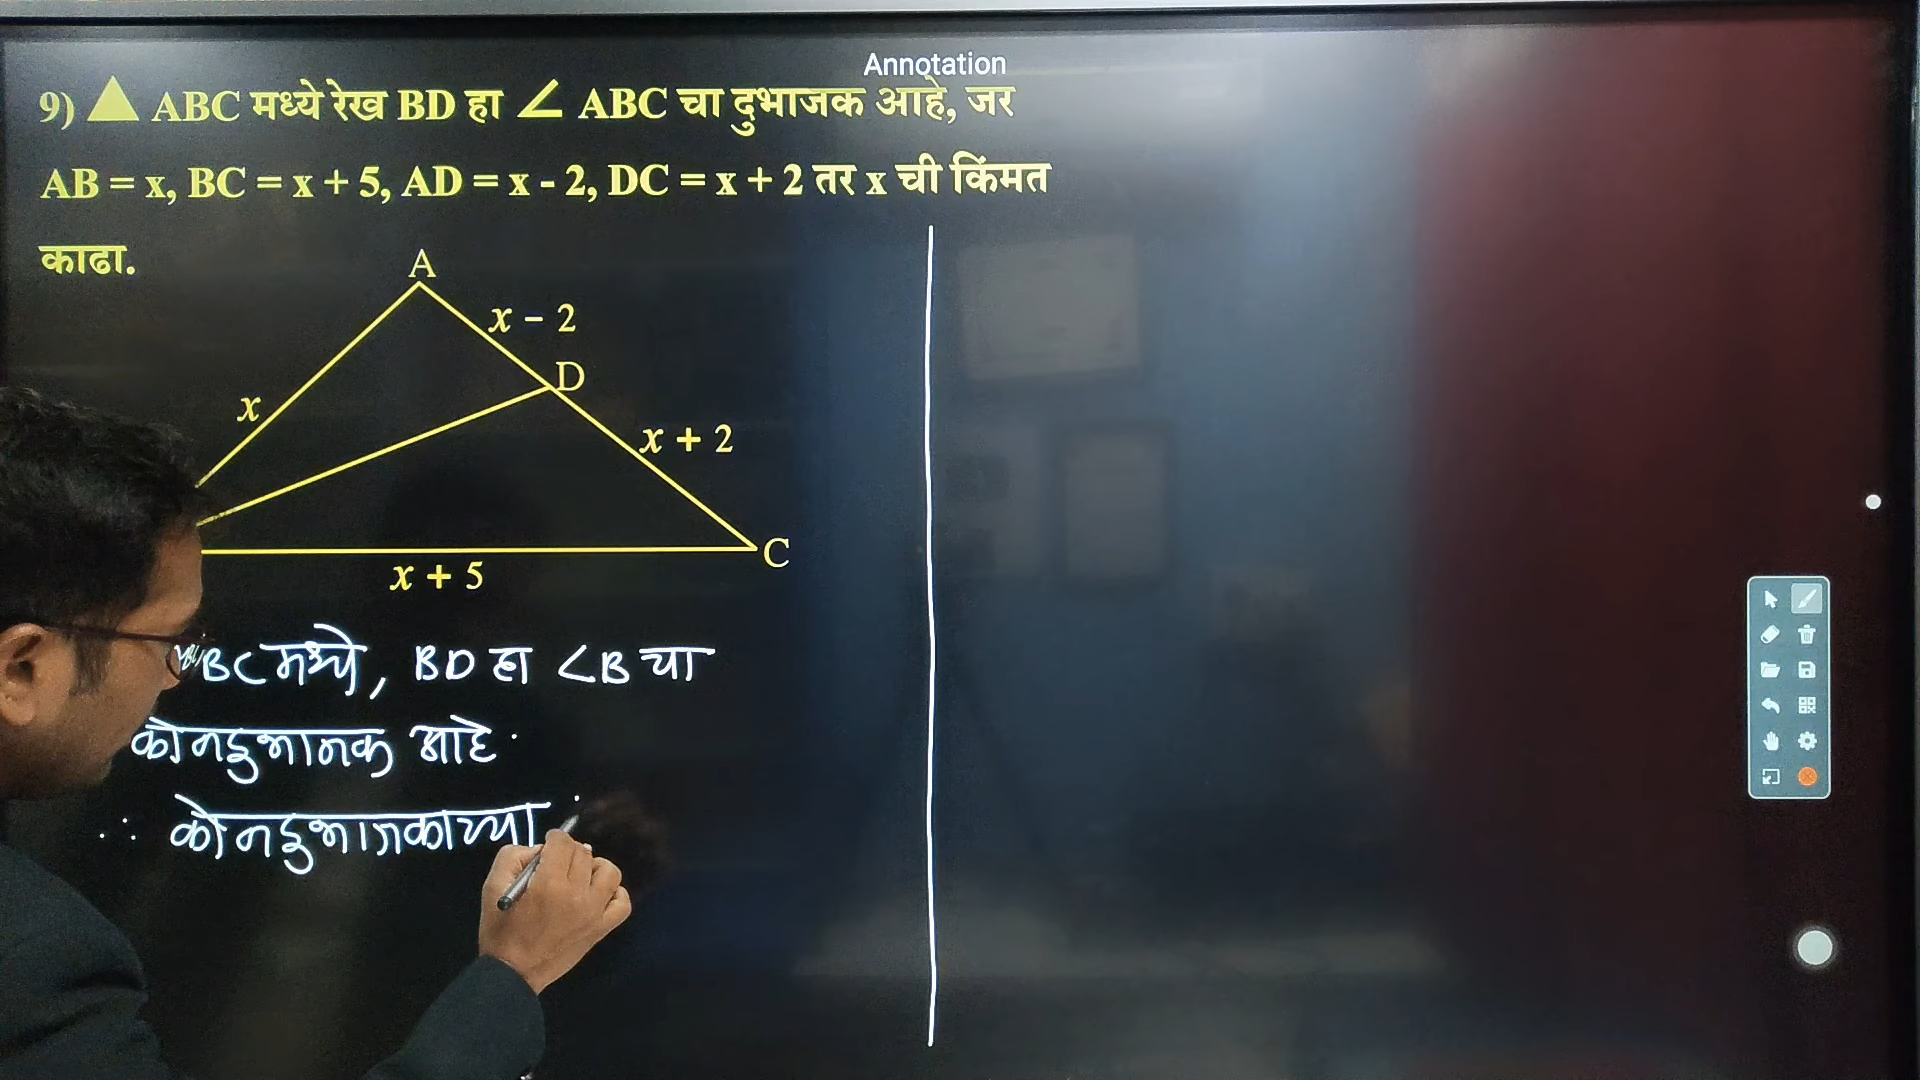 Annotation
9) ▲ ABC मध्ये रेख BD हा ∠ ABC चा दुभाजक आहे, जर
AB = x, BC = x + 5, AD = x - 2, DC = x + 2 तर x ची किंमत
काढा.
A
x - 2
D
x
x + 2
C
x + 5
BC मध्ये, BD हा ∠B चा
कोनदुभाजक आहे.
∴ कोनदुभाजकाच्या